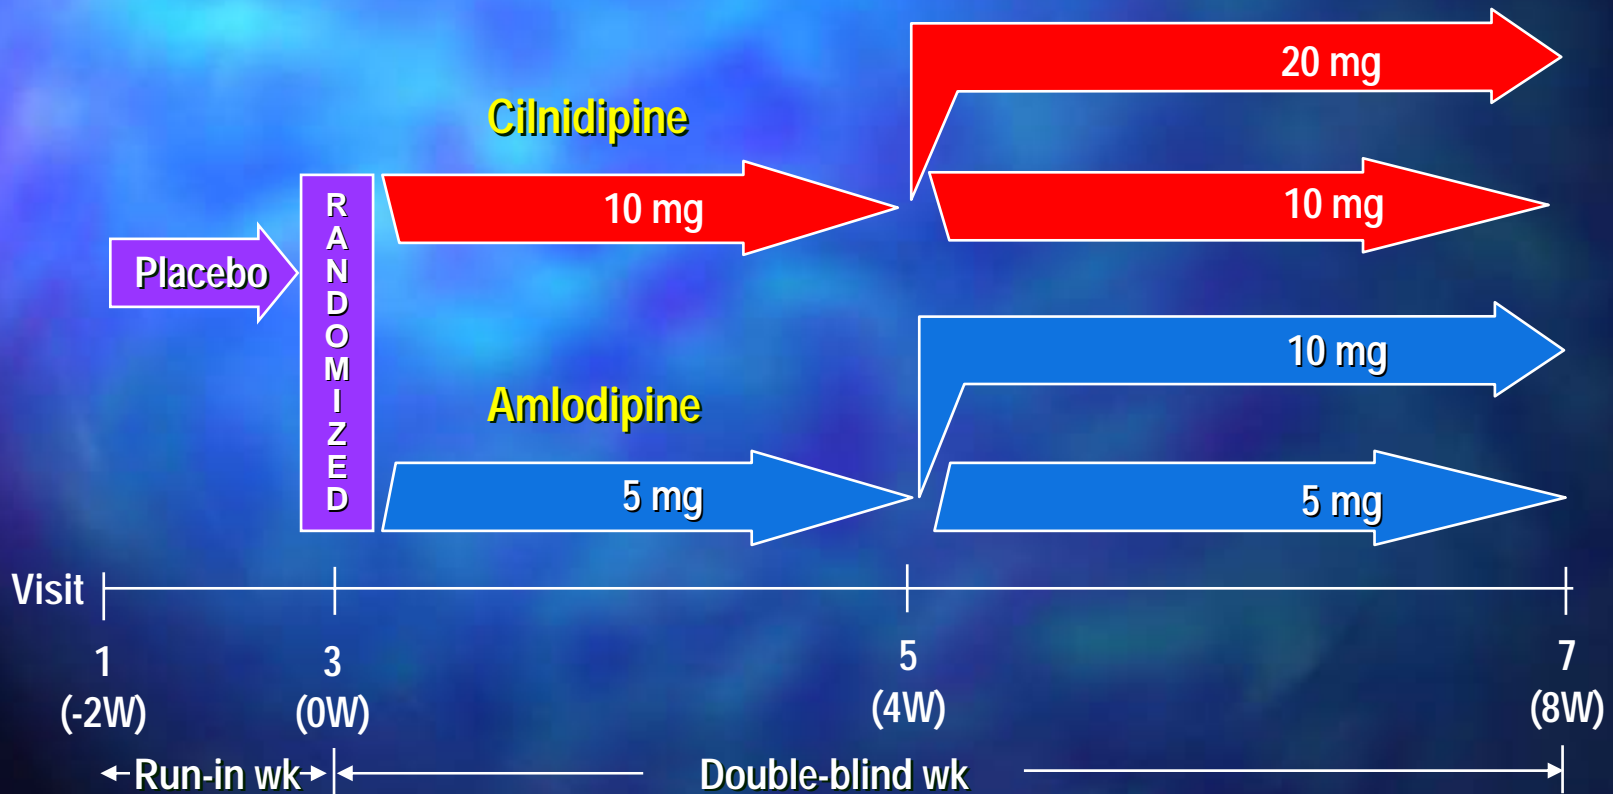 20 mg
Cilnidipine
10 mg
10 mg
Placebo
RANDOMIZED
10 mg
Amlodipine
5 mg
5 mg
Visit
1
3
5
7
(-2W)
(0W)
(4W)
(8W)
Run-in wk
Double-blind wk